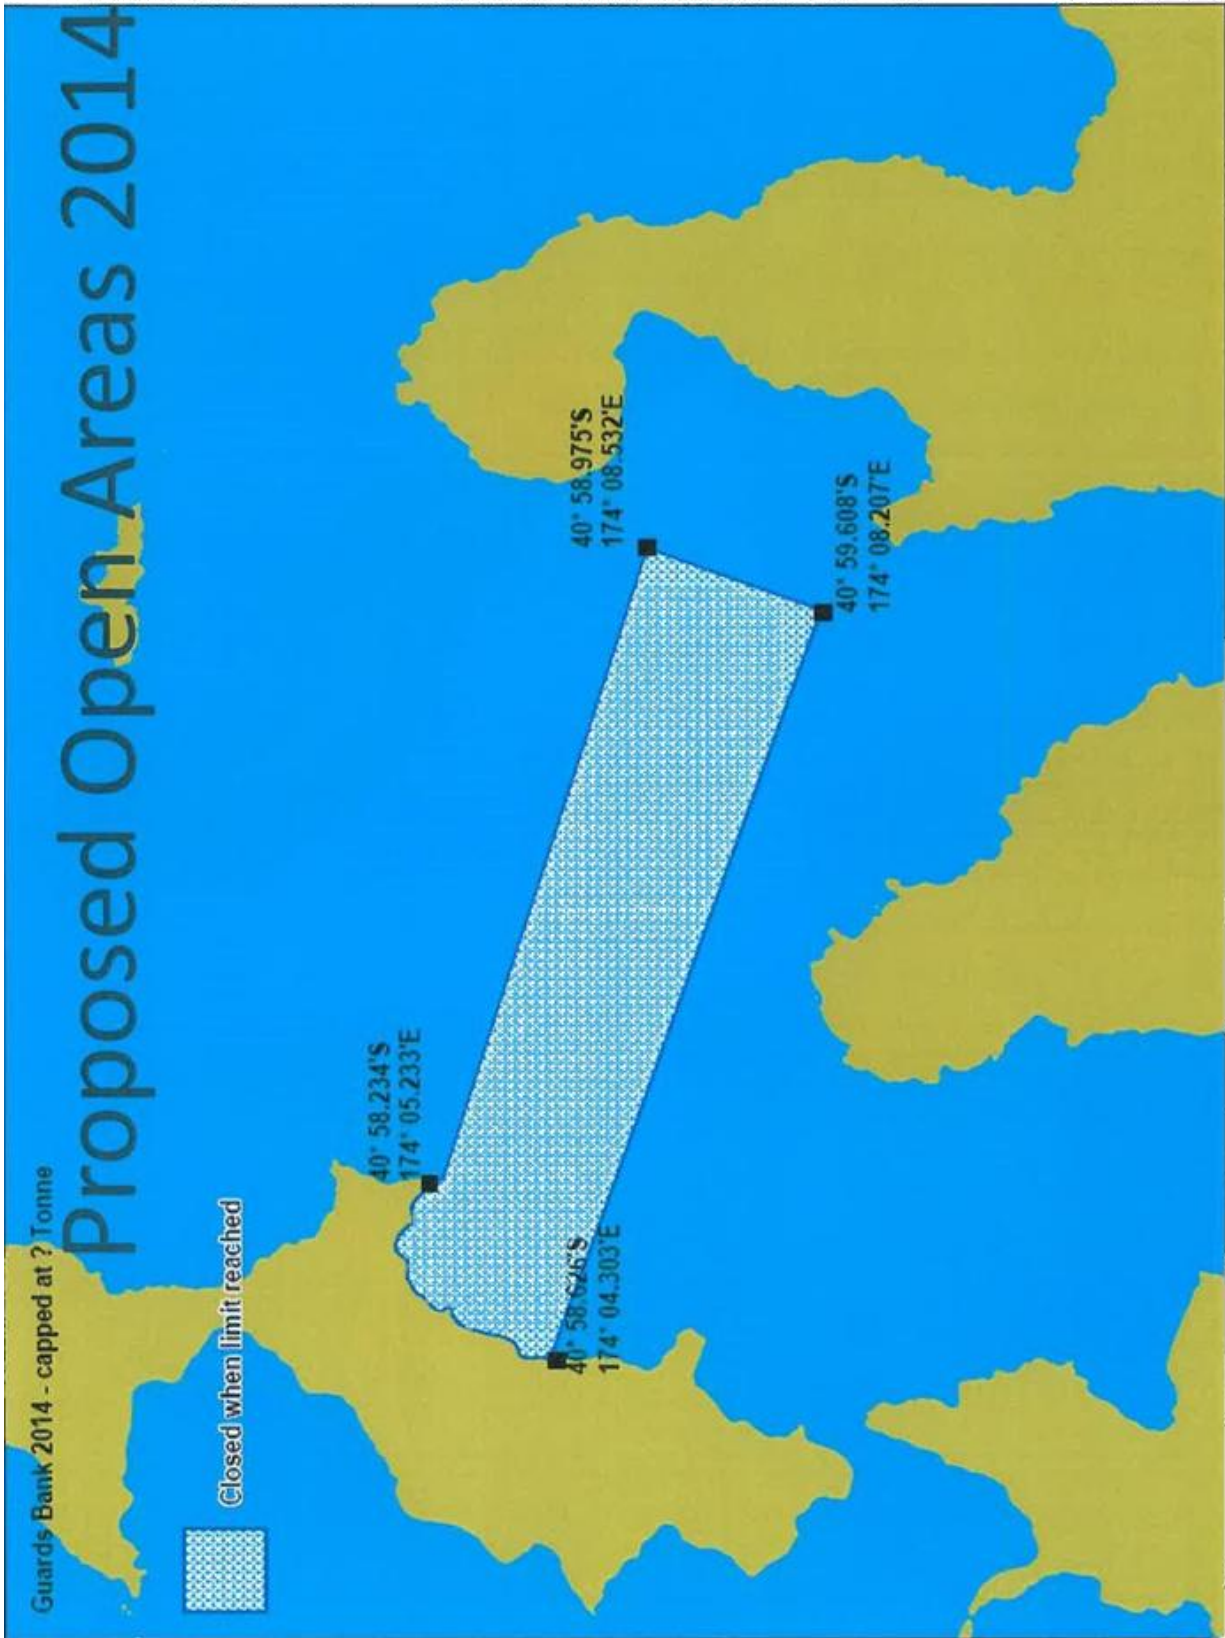 Guards Bank 2014 - capped at ? Tonne
Proposed Open Areas 2014
Closed when limit reached
40° 58.234'S
174° 05.233'E
40° 58.975'S
174° 08.532'E
40°
174° 04.303'E
40° 59.608'S
174° 08.207'E